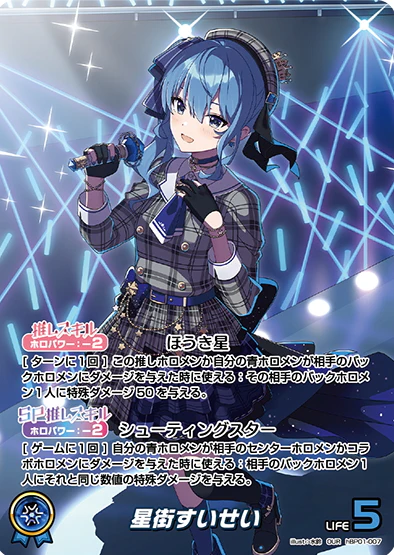 推しスキル
ホロパワー：-2
ほうき星
[ターンに1回] この推しホロメンか自分の青ホロメンが相手のバッ
クホロメンにダメージを与えた時に使える：その相手のバックホロメ
ン1人に特殊ダメージ50を与える。
SP推しスキル
ホロパワー：-2
シューティングスター
[ゲームに1回] 自分の青ホロメンが相手のセンターホロメンかコラ
ボホロメンにダメージを与えた時に使える：相手のバックホロメン1
人にそれと同じ数値の特殊ダメージを与える。
星街すいせい
LIFE 5
illust：水鈴 OUR hBP01-007